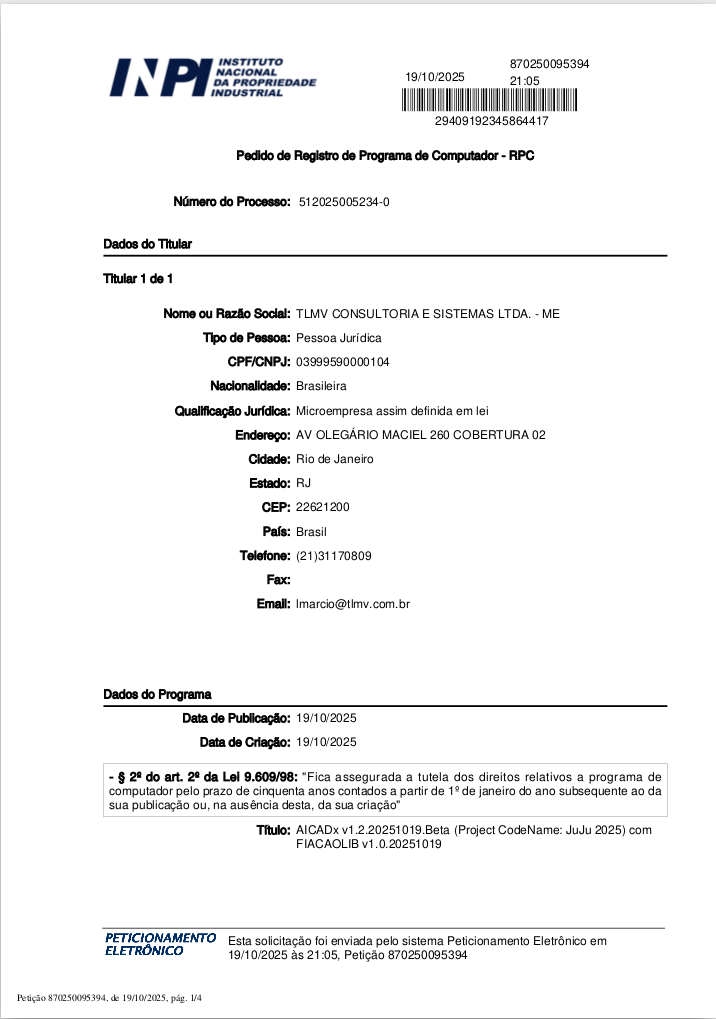 INPI INSTITUTO
NACIONAL
DA PROPRIEDADE
INDUSTRIAL
870250095394
19/10/2025
21:05
29409192345864417
Pedido de Registro de Programa de Computador - RPC
Número do Processo: 512025005234-0
Dados do Titular
Titular 1 de 1
Nome ou Razão Social: TLMV CONSULTORIA E SISTEMAS LTDA. - ME
Tipo de Pessoa: Pessoa Jurídica
CPF/CNPJ: 03999590000104
Nacionalidade: Brasileira
Qualificação Jurídica: Microempresa assim definida em lei
Endereço: AV OLEGÁRIO MACIEL 260 COBERTURA 02
Cidade: Rio de Janeiro
Estado: RJ
CEP: 22621200
País: Brasil
Telefone: (21)31170809
Fax:
Email: lmarcio@tlmv.com.br
Dados do Programa
Data de Publicação: 19/10/2025
Data de Criação: 19/10/2025
- § 2º do art. 2º da Lei 9.609/98: "Fica assegurada a tutela dos direitos relativos a programa de
computador pelo prazo de cinquenta anos contados a partir de 1º de janeiro do ano subsequente ao da
sua publicação ou, na ausência desta, da sua criação"
Título: AICADx v1.2.20251019.Beta (Project CodeName: JuJu 2025) com
FIACAOLIB v1.0.20251019
PETICIONAMENTO
ELETRÔNICO
Esta solicitação foi enviada pelo sistema Peticionamento Eletrônico em
19/10/2025 às 21:05, Petição 870250095394
Petição 870250095394, de 19/10/2025, pág. 1/4